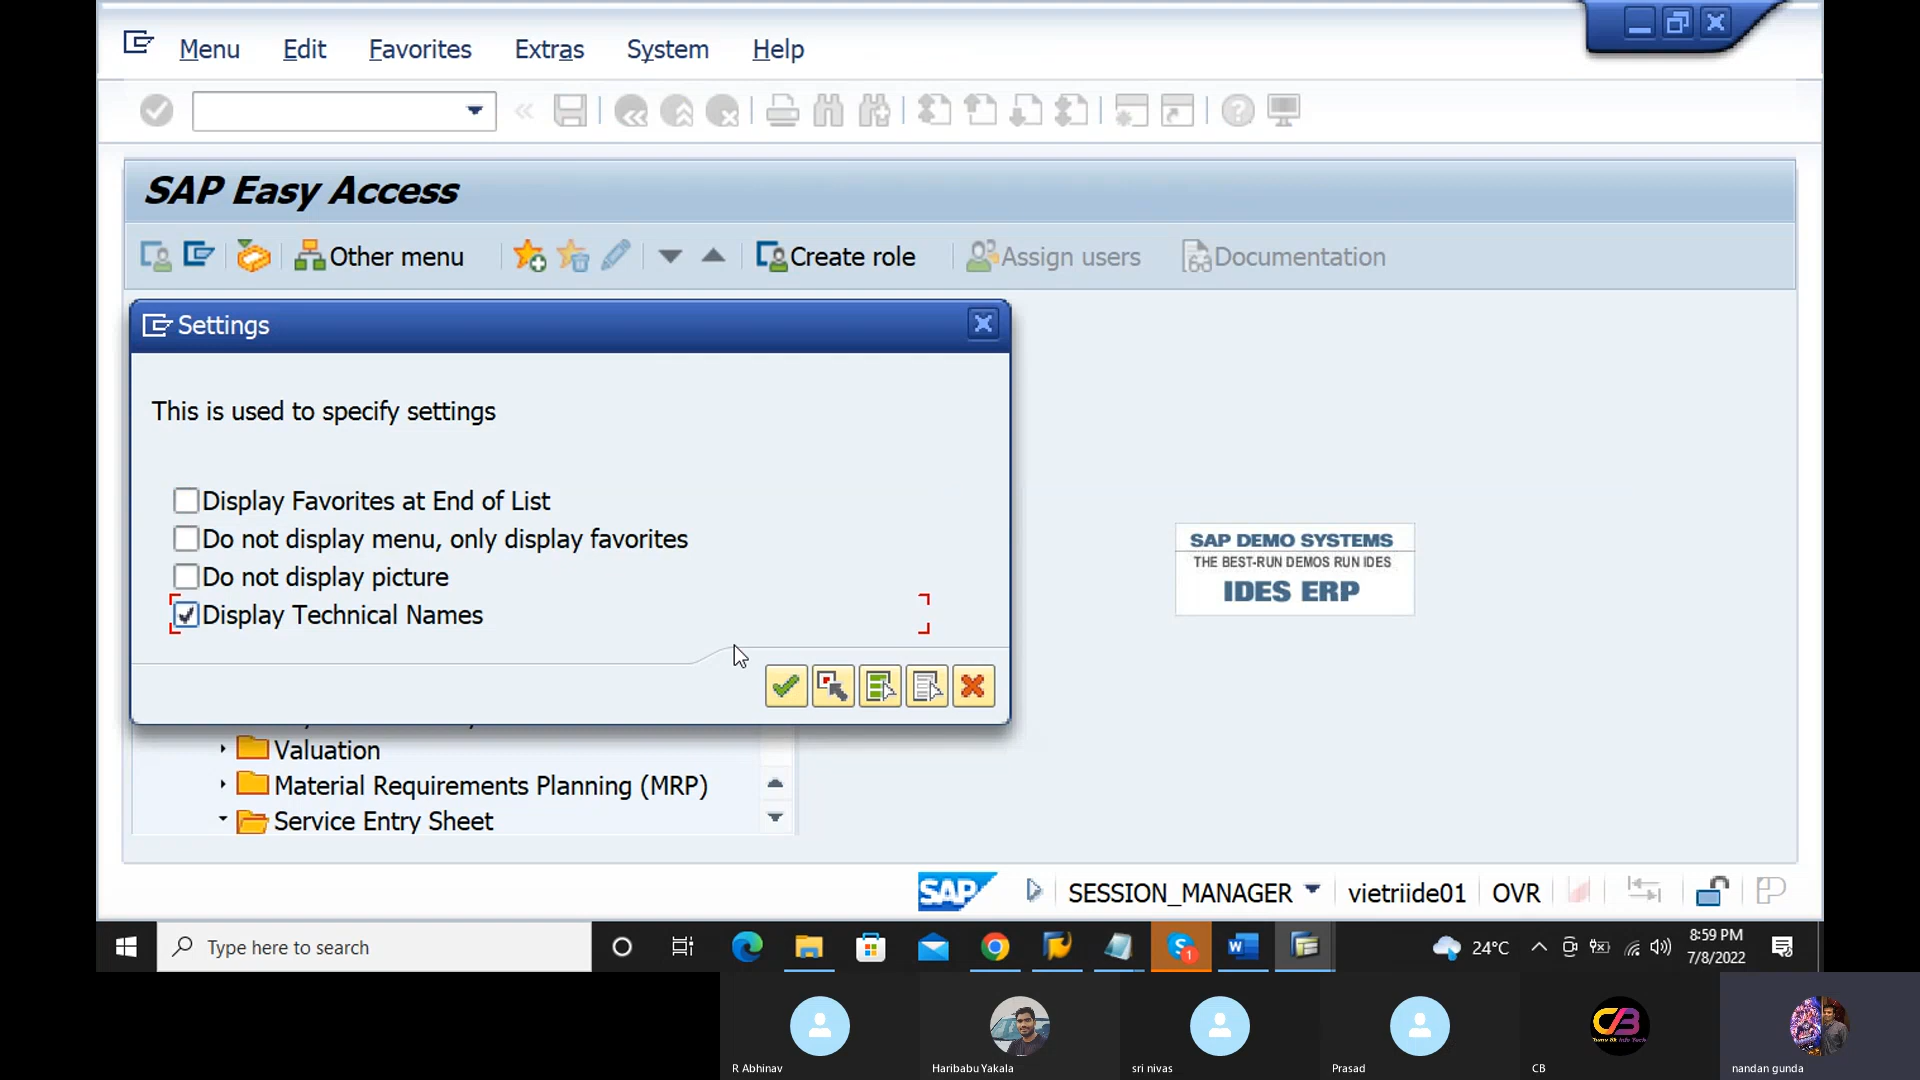 Menu Edit Favorites Extras System Help
SAP Easy Access
Other menu Create role Assign users Documentation
Settings
This is used to specify settings
Display Favorites at End of List
Do not display menu, only display favorites
Do not display picture
Display Technical Names
SAP DEMO SYSTEMS
THE BEST-RUN DEMOS RUN IDES
IDES ERP
Valuation
Material Requirements Planning (MRP)
Service Entry Sheet
SAP SESSION_MANAGER vietriide01 OVR
Type here to search
1
24°C
8:59 PM
7/8/2022
R Abhinav
Haribabu Yakala
sri nivas
Prasad
CB
nandan gunda